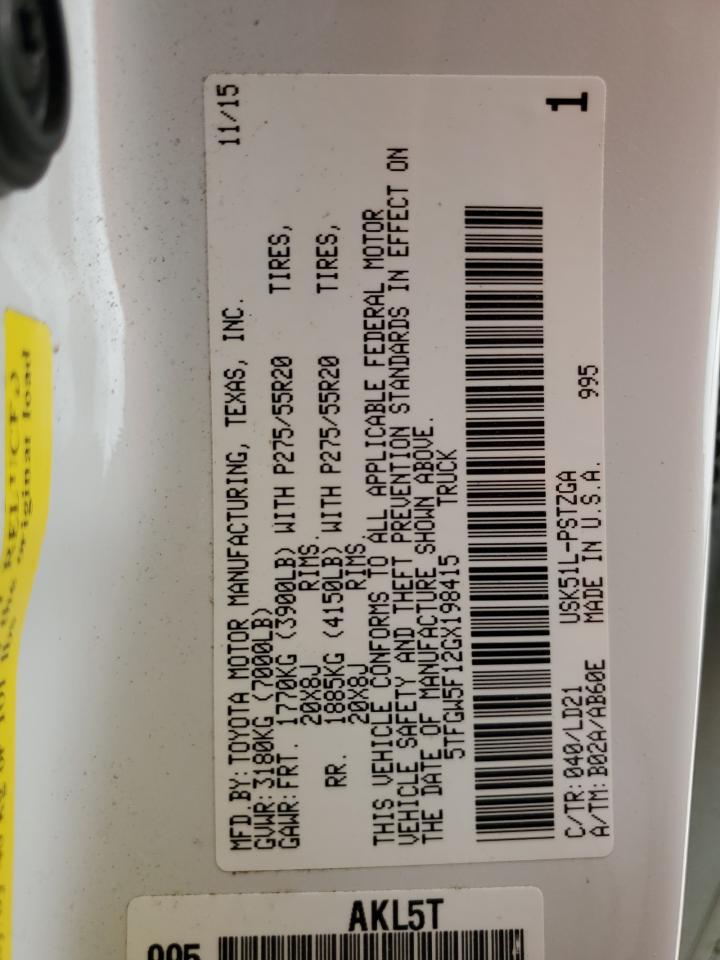 MFD BY: TOYOTA MOTOR MANUFACTURING, TEXAS, INC. 11/15
GVWR: 3180KG (7000LB)
GAWR: FRT. 1770KG (3900LB) WITH P275/55R20 TIRES,
20X8J RIMS.
RR. 1885KG (4150LB) WITH P275/55R20 TIRES,
20X8J RIMS.
THIS VEHICLE CONFORMS TO ALL APPLICABLE FEDERAL MOTOR
VEHICLE SAFETY AND THEFT PREVENTION STANDARDS IN EFFECT ON
THE DATE OF MANUFACTURE SHOWN ABOVE.
5TFGW5F12GX198415 TRUCK
1
C/TR: 040/LD21 USK51L-PSTZGA 995
A/TM: B02A/AB60E MADE IN U.S.A.
AKL5T
original load